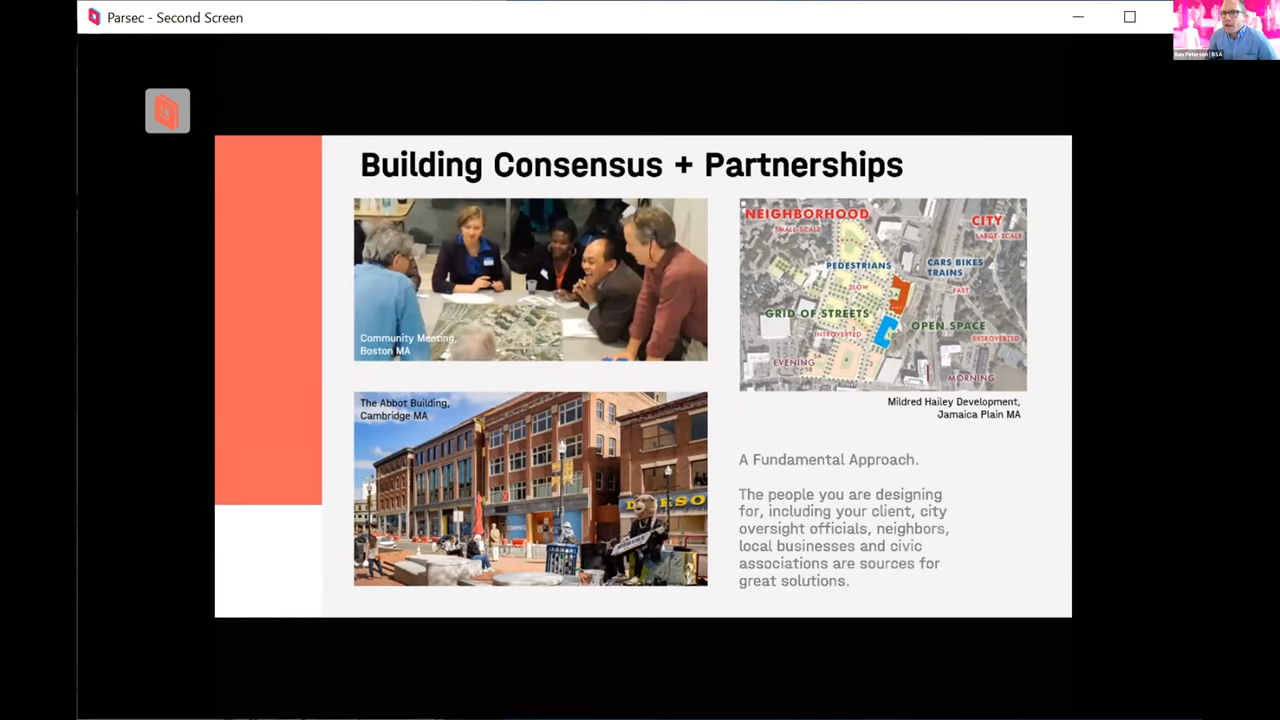 Parsec - Second Screen
Ben Peterson | BSA
Building Consensus + Partnerships
Community Meeting,
Boston MA
NEIGHBORHOOD
SMALL-SCALE
CITY
LARGE-SCALE
PEDESTRIANS
CARS BIKES
TRAINS
SLOW
FAST
GRID OF STREETS
OPEN SPACE
INTROVERTED
EXTROVERTED
EVENING
MORNING
Mildred Hailey Development,
Jamaica Plain MA
The Abbot Building,
Cambridge MA
A Fundamental Approach.
The people you are designing
for, including your client, city
oversight officials, neighbors,
local businesses and civic
associations are sources for
great solutions.